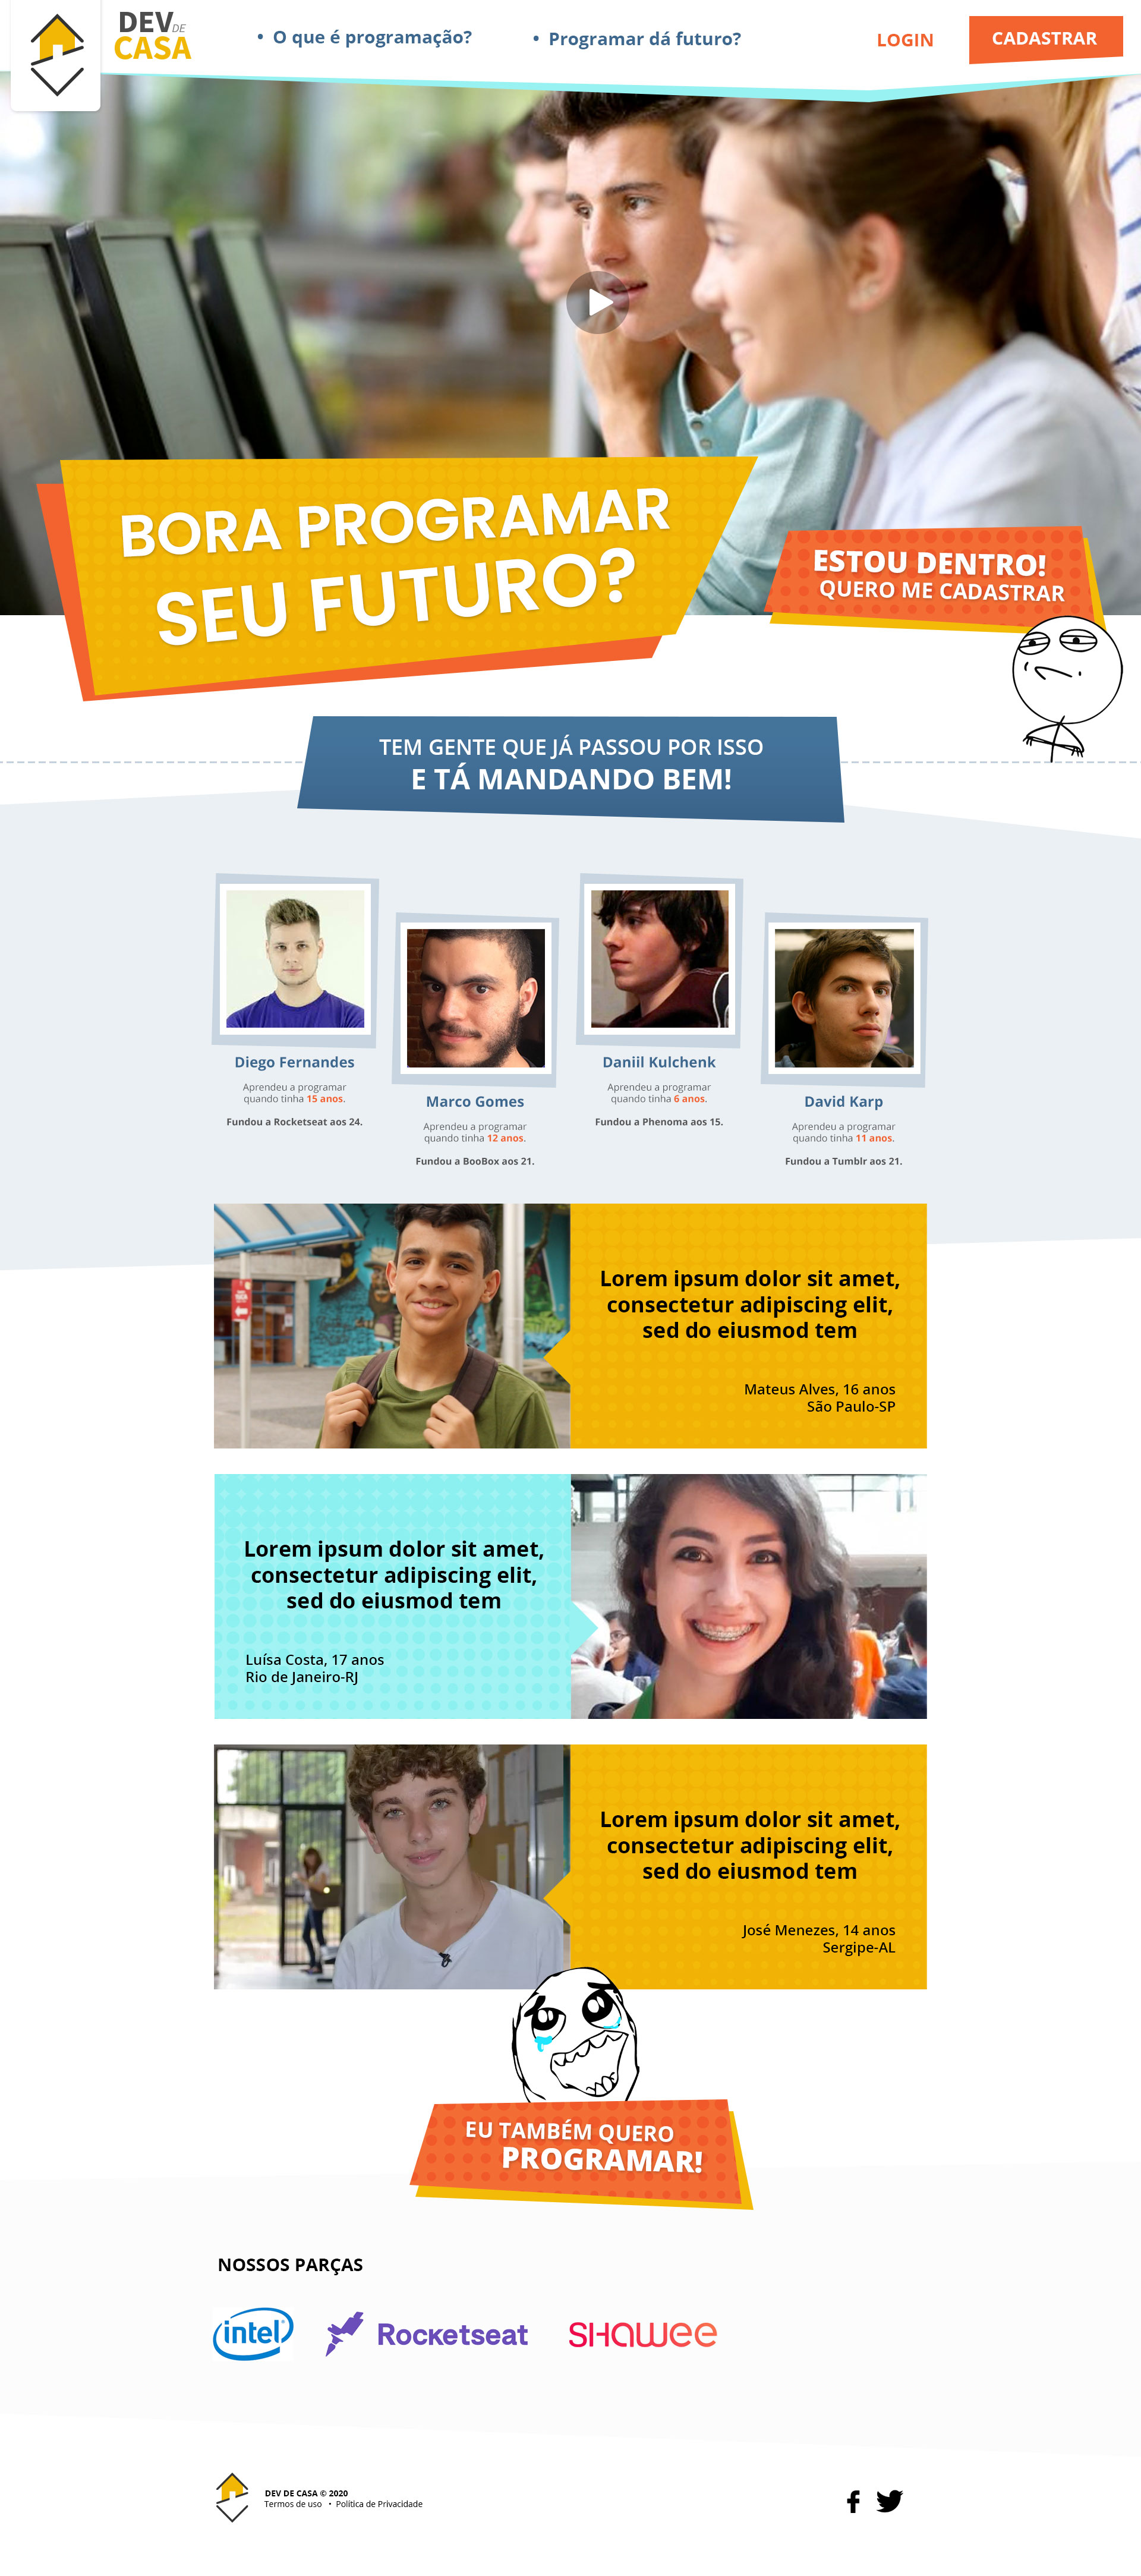 DEV DE
CASA
• O que é programação?
• Programar dá futuro?
LOGIN
CADASTRAR
BORA PROGRAMAR
SEU FUTURO?
ESTOU DENTRO!
QUERO ME CADASTRAR
TEM GENTE QUE JÁ PASSOU POR ISSO
E TÁ MANDANDO BEM!
Diego Fernandes
Aprendeu a programar
quando tinha 15 anos.
Fundou a Rocketseat aos 24.
Marco Gomes
Aprendeu a programar
quando tinha 12 anos.
Fundou a BooBox aos 21.
Daniil Kulchenk
Aprendeu a programar
quando tinha 6 anos.
Fundou a Phenoma aos 15.
David Karp
Aprendeu a programar
quando tinha 11 anos.
Fundou a Tumblr aos 21.
Lorem ipsum dolor sit amet,
consectetur adipiscing elit,
sed do eiusmod tem
Mateus Alves, 16 anos
São Paulo-SP
Lorem ipsum dolor sit amet,
consectetur adipiscing elit,
sed do eiusmod tem
Luísa Costa, 17 anos
Rio de Janeiro-RJ
Lorem ipsum dolor sit amet,
consectetur adipiscing elit,
sed do eiusmod tem
José Menezes, 14 anos
Sergipe-AL
EU TAMBÉM QUERO
PROGRAMAR!
NOSSOS PARÇAS
intel
Rocketseat
SHAWEE
DEV DE CASA © 2020
Termos de uso • Política de Privacidade